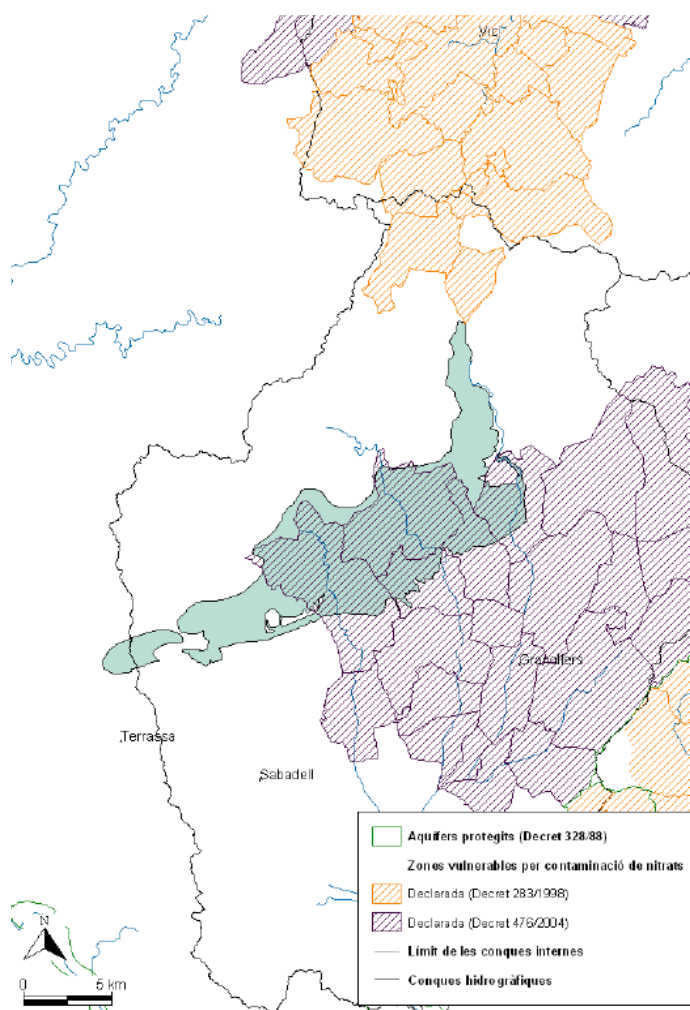 Terrassa
Sabadell
Granollers
Aqüífers protegits (Decret 328/88)
Zones vulnerables per contaminació de nitrats
Declarada (Decret 283/1998)
Declarada (Decret 476/2004)
Límit de les conques internes
Conques hidrogràfiques
N
0 5 km